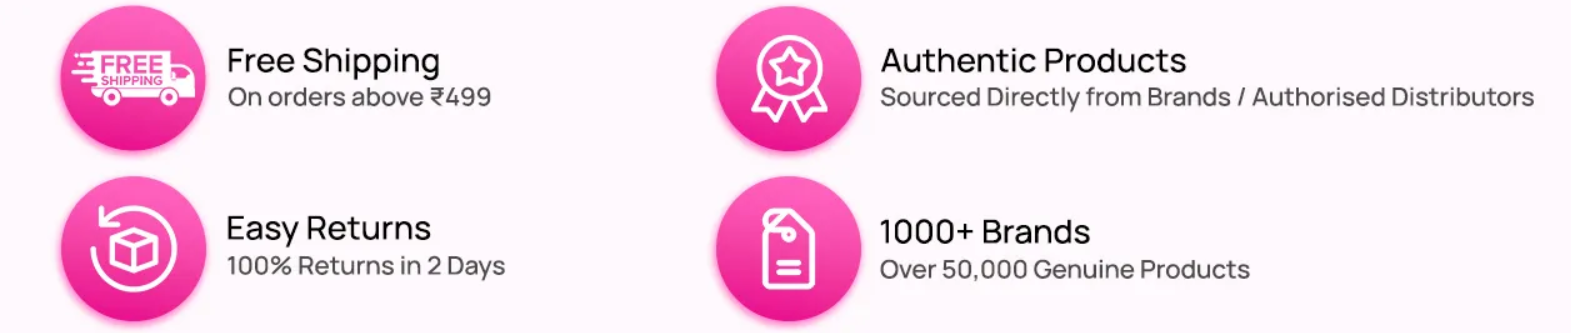 FREE
SHIPPING
Free Shipping
On orders above ₹499
Authentic Products
Sourced Directly from Brands / Authorised Distributors
Easy Returns
100% Returns in 2 Days
1000+ Brands
Over 50,000 Genuine Products